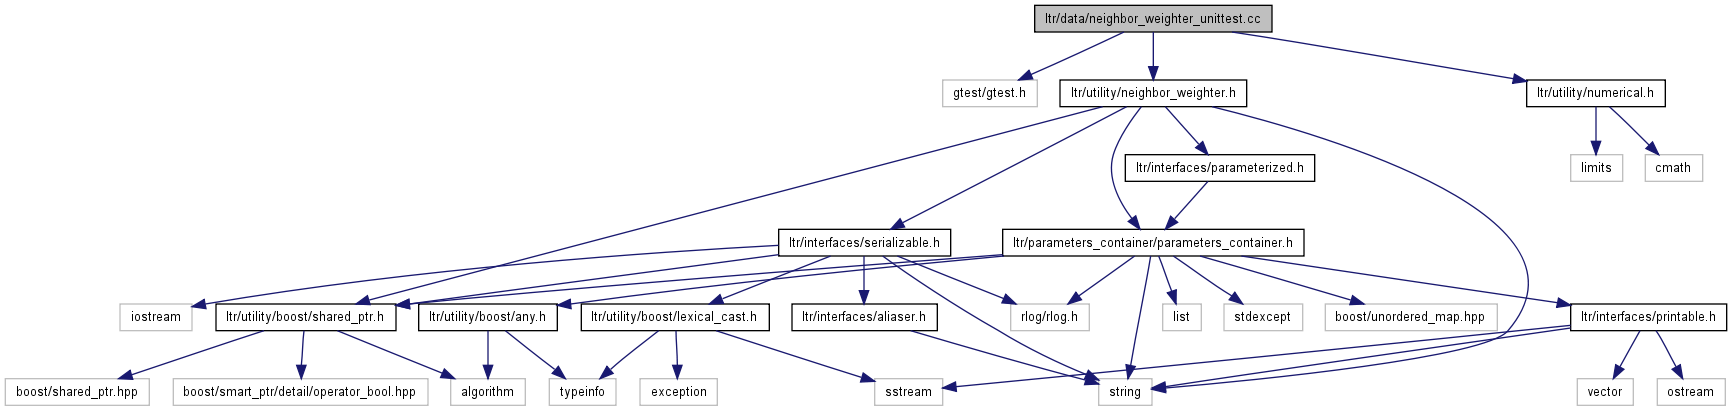 ltr/data/neighbor_weighter_unittest.cc
gtest/gtest.h
ltr/utility/neighbor_weighter.h
ltr/utility/numerical.h
ltr/interfaces/parameterized.h
limits
cmath
ltr/interfaces/serializable.h
ltr/parameters_container/parameters_container.h
iostream
ltr/utility/boost/shared_ptr.h
ltr/utility/boost/any.h
ltr/utility/boost/lexical_cast.h
ltr/interfaces/aliaser.h
rlog/rlog.h
list
stdexcept
boost/unordered_map.hpp
ltr/interfaces/printable.h
boost/shared_ptr.hpp
boost/smart_ptr/detail/operator_bool.hpp
algorithm
typeinfo
exception
sstream
string
vector
ostream